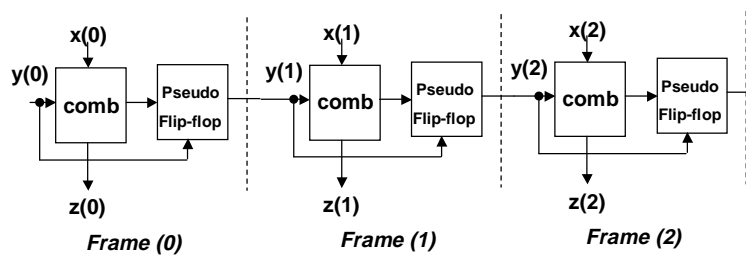 x(0)
y(0)
comb
Pseudo
Flip-flop
z(0)
Frame (0)
x(1)
y(1)
comb
Pseudo
Flip-flop
z(1)
Frame (1)
x(2)
y(2)
comb
Pseudo
Flip-flop
z(2)
Frame (2)